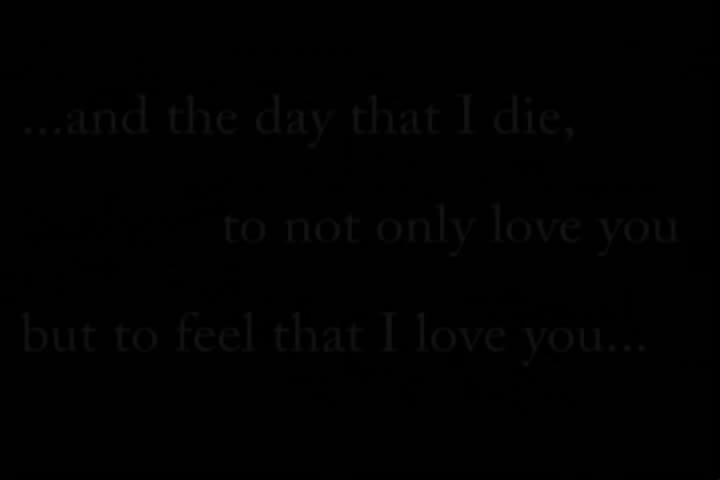 ...and the day that I die,
to not only love you
but to feel that I love you...